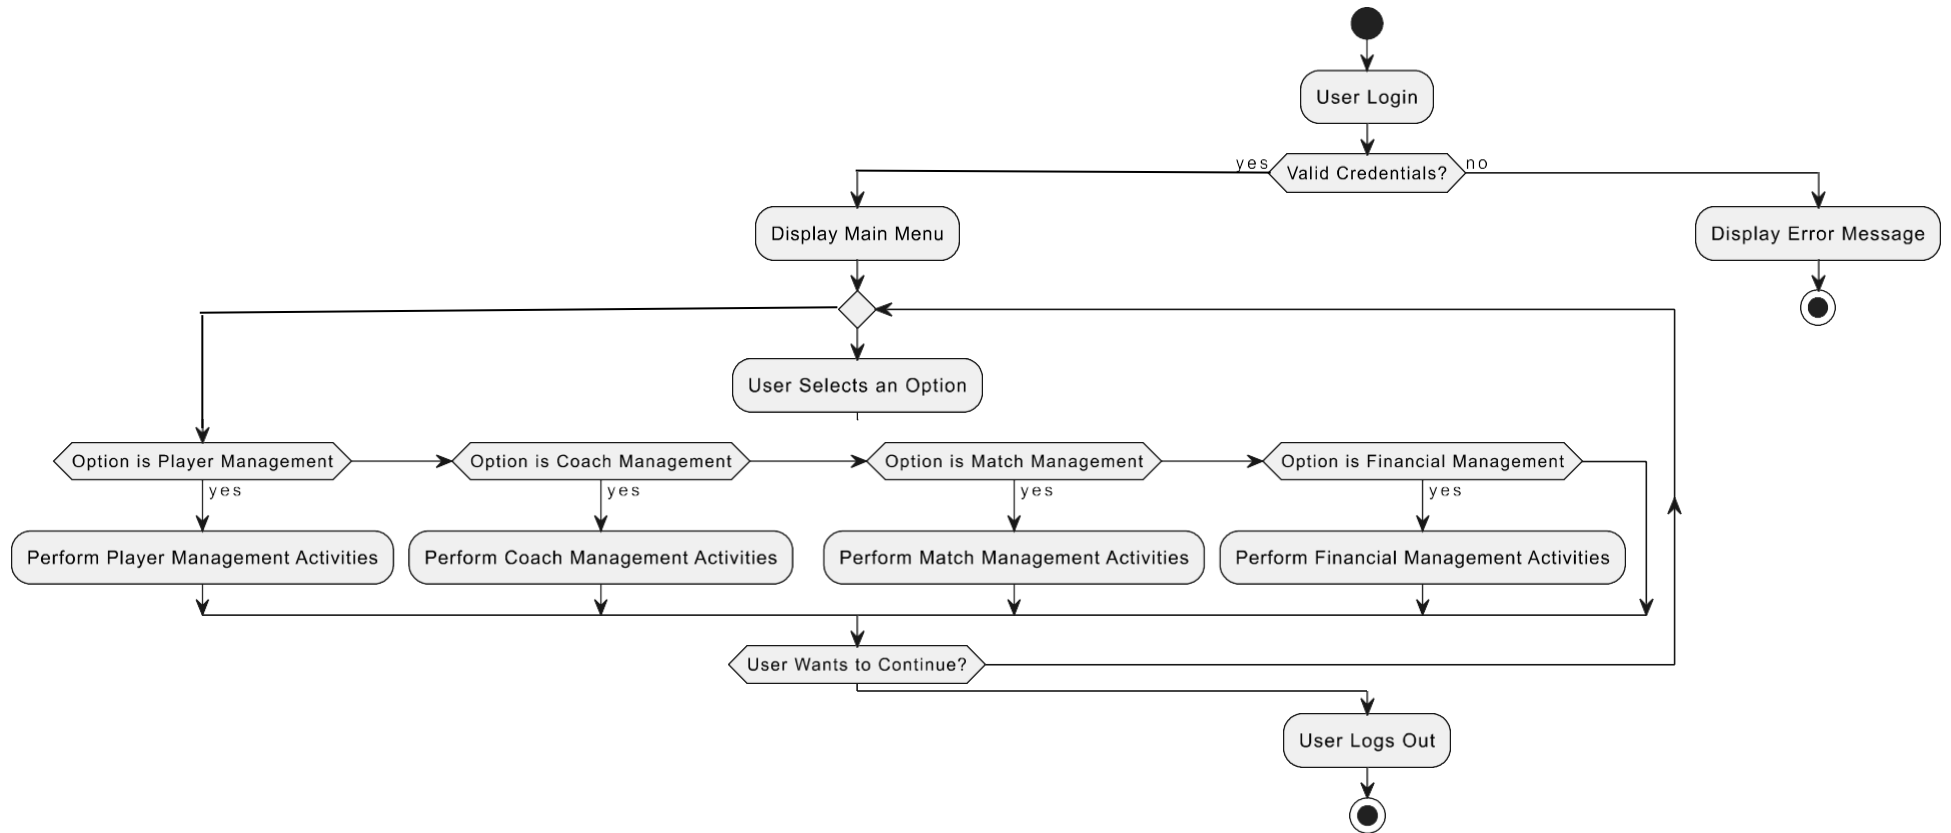 User Login
yes
Valid Credentials?
no
Display Main Menu
Display Error Message
User Selects an Option
Option is Player Management
Option is Coach Management
Option is Match Management
Option is Financial Management
yes
yes
yes
yes
Perform Player Management Activities
Perform Coach Management Activities
Perform Match Management Activities
Perform Financial Management Activities
User Wants to Continue?
User Logs Out